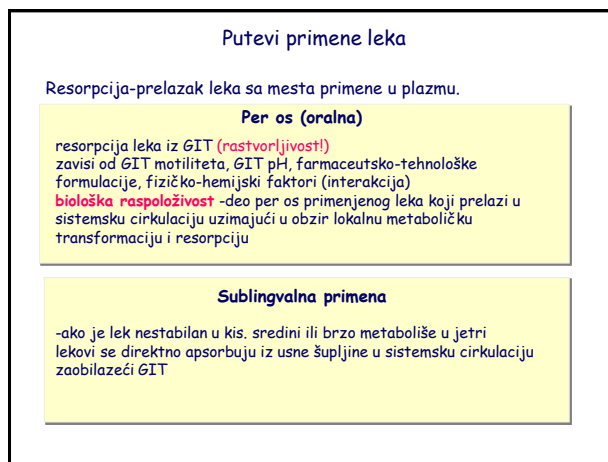 Putevi primene leka
Resorpcija-prelazak leka sa mesta primene u plazmu.
Per os (oralna)
resorpcija leka iz GIT (rastvorljivost!)
zavisi od GIT motiliteta, GIT pH, farmaceutsko-tehnološke
formulacije, fizičko-hemijski faktori (interakcija)
biološka raspoloživost -deo per os primenjenog leka koji prelazi u
sistemsku cirkulaciju uzimajući u obzir lokalnu metaboličku
transformaciju i resorpciju
Sublingvalna primena
-ako je lek nestabilan u kis. sredini ili brzo metaboliše u jetri
lekovi se direktno apsorbuju iz usne šupljine u sistemsku cirkulaciju
zaobilazeći GIT